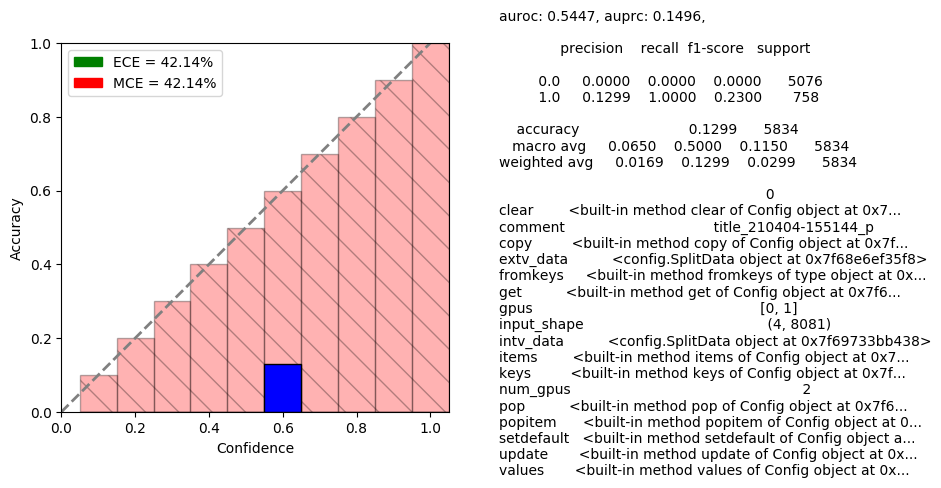 auroc: 0.5447, auprc: 0.1496,
precision recall f1-score support
0.0 0.0000 0.0000 0.0000 5076
1.0 0.1299 1.0000 0.2300 758
accuracy 0.1299 5834
macro avg 0.0650 0.5000 0.1150 5834
weighted avg 0.0169 0.1299 0.0299 5834
0
clear <built-in method clear of Config object at 0x7...
comment title_210404-155144_p
copy <built-in method copy of Config object at 0x7f...
extv_data <config.SplitData object at 0x7f68e6ef35f8>
fromkeys <built-in method fromkeys of type object at 0x...
get <built-in method get of Config object at 0x7f6...
gpus [0, 1]
input_shape (4, 8081)
intv_data <config.SplitData object at 0x7f69733bb438>
items <built-in method items of Config object at 0x7...
keys <built-in method keys of Config object at 0x7f...
num_gpus 2
pop <built-in method pop of Config object at 0x7f6...
popitem <built-in method popitem of Config object at 0...
setdefault <built-in method setdefault of Config object a...
update <built-in method update of Config object at 0x...
values <built-in method values of Config object at 0x...
ECE = 42.14%
MCE = 42.14%
1.0
0.8
0.6
0.4
0.2
0.0
Accuracy
0.0 0.2 0.4 0.6 0.8 1.0
Confidence